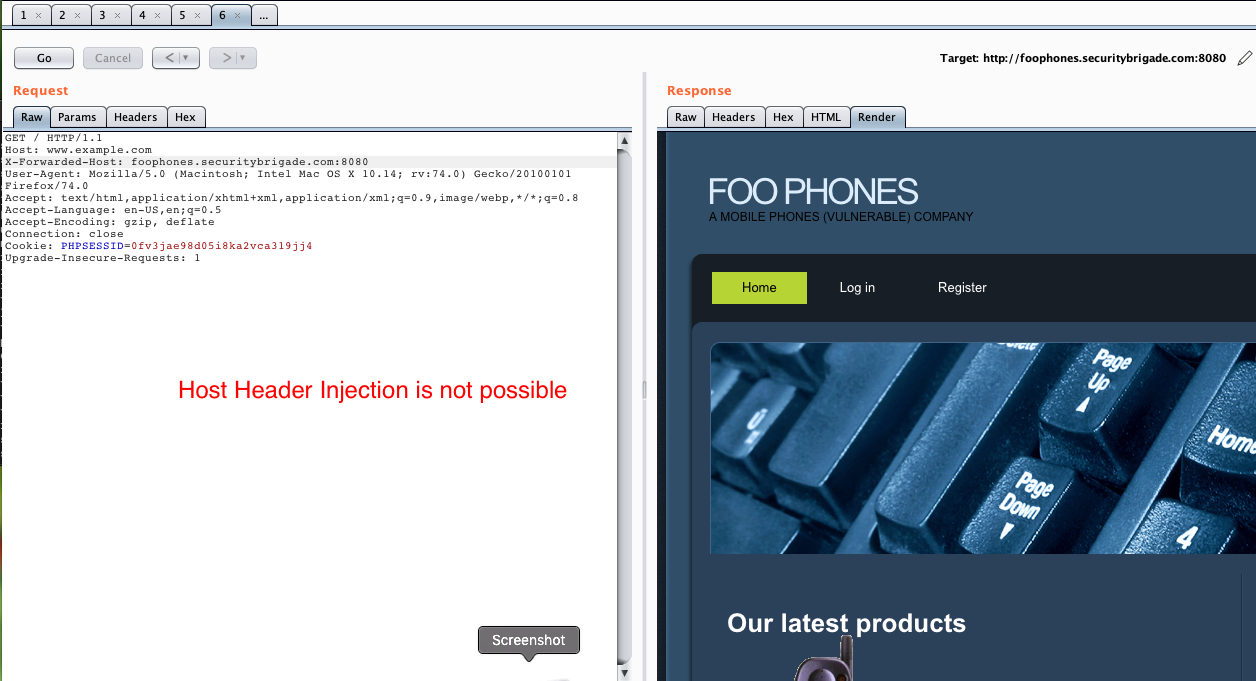 1 × 2 × 3 × 4 × 5 × 6 × ...
Go Cancel < | ▼ > | ▼
Target: http://foophones.securitybrigade.com:8080
Request
Raw Params Headers Hex
GET / HTTP/1.1
Host: www.example.com
X-Forwarded-Host: foophones.securitybrigade.com:8080
User-Agent: Mozilla/5.0 (Macintosh; Intel Mac OS X 10.14; rv:74.0) Gecko/20100101
Firefox/74.0
Accept: text/html,application/xhtml+xml,application/xml;q=0.9,image/webp,*/*;q=0.8
Accept-Language: en-US,en;q=0.5
Accept-Encoding: gzip, deflate
Connection: close
Cookie: PHPSESSID=0fv3jae98d05i8ka2vca319jj4
Upgrade-Insecure-Requests: 1
Host Header Injection is not possible
Screenshot
Response
Raw Headers Hex HTML Render
FOO PHONES
A MOBILE PHONES (VULNERABLE) COMPANY
Home Log in Register
Delete
Page
Up
Home
Page
Down
4
Our latest products